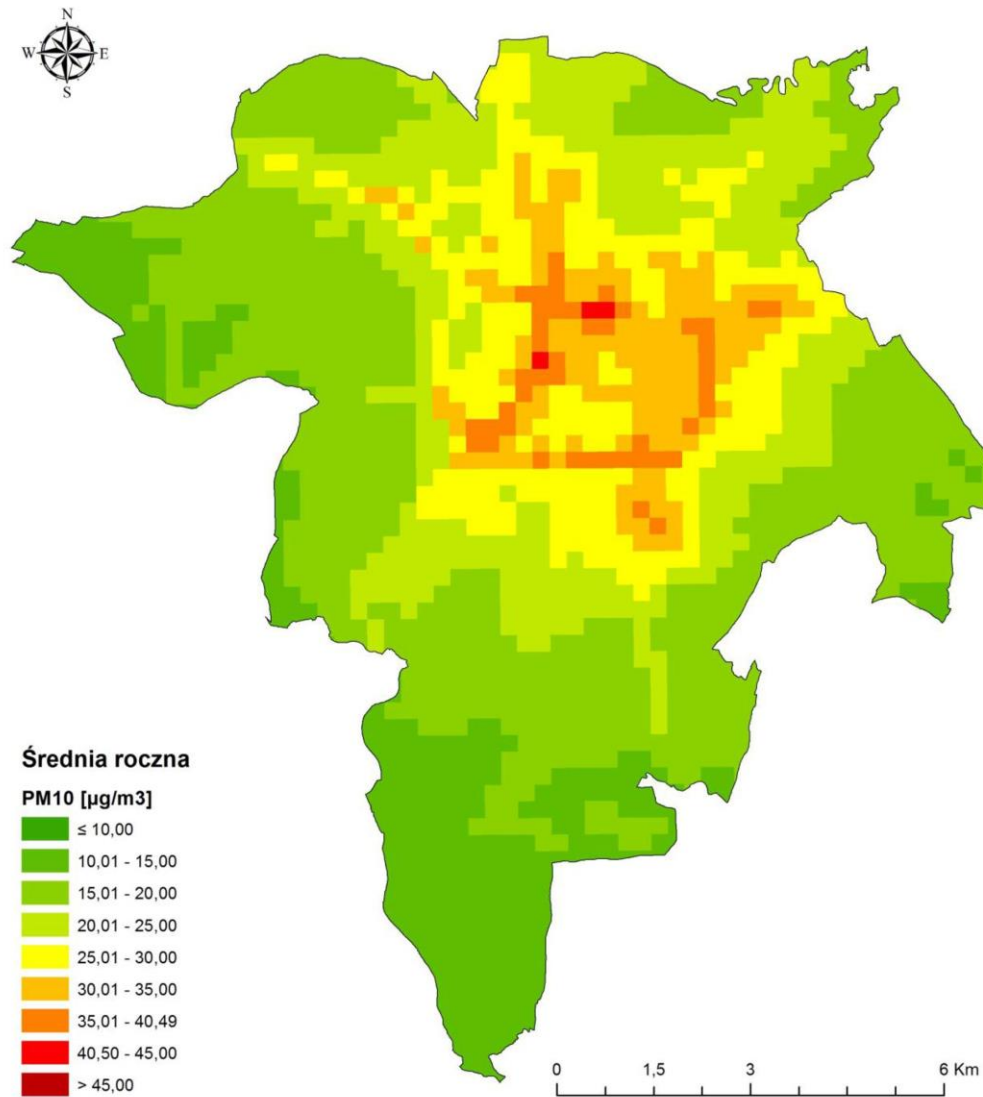 N
W E
S
Średnia roczna
PM10 [µg/m3]
≤ 10,00
10,01 - 15,00
15,01 - 20,00
20,01 - 25,00
25,01 - 30,00
30,01 - 35,00
35,01 - 40,49
40,50 - 45,00
> 45,00
0 1,5 3 6 Km